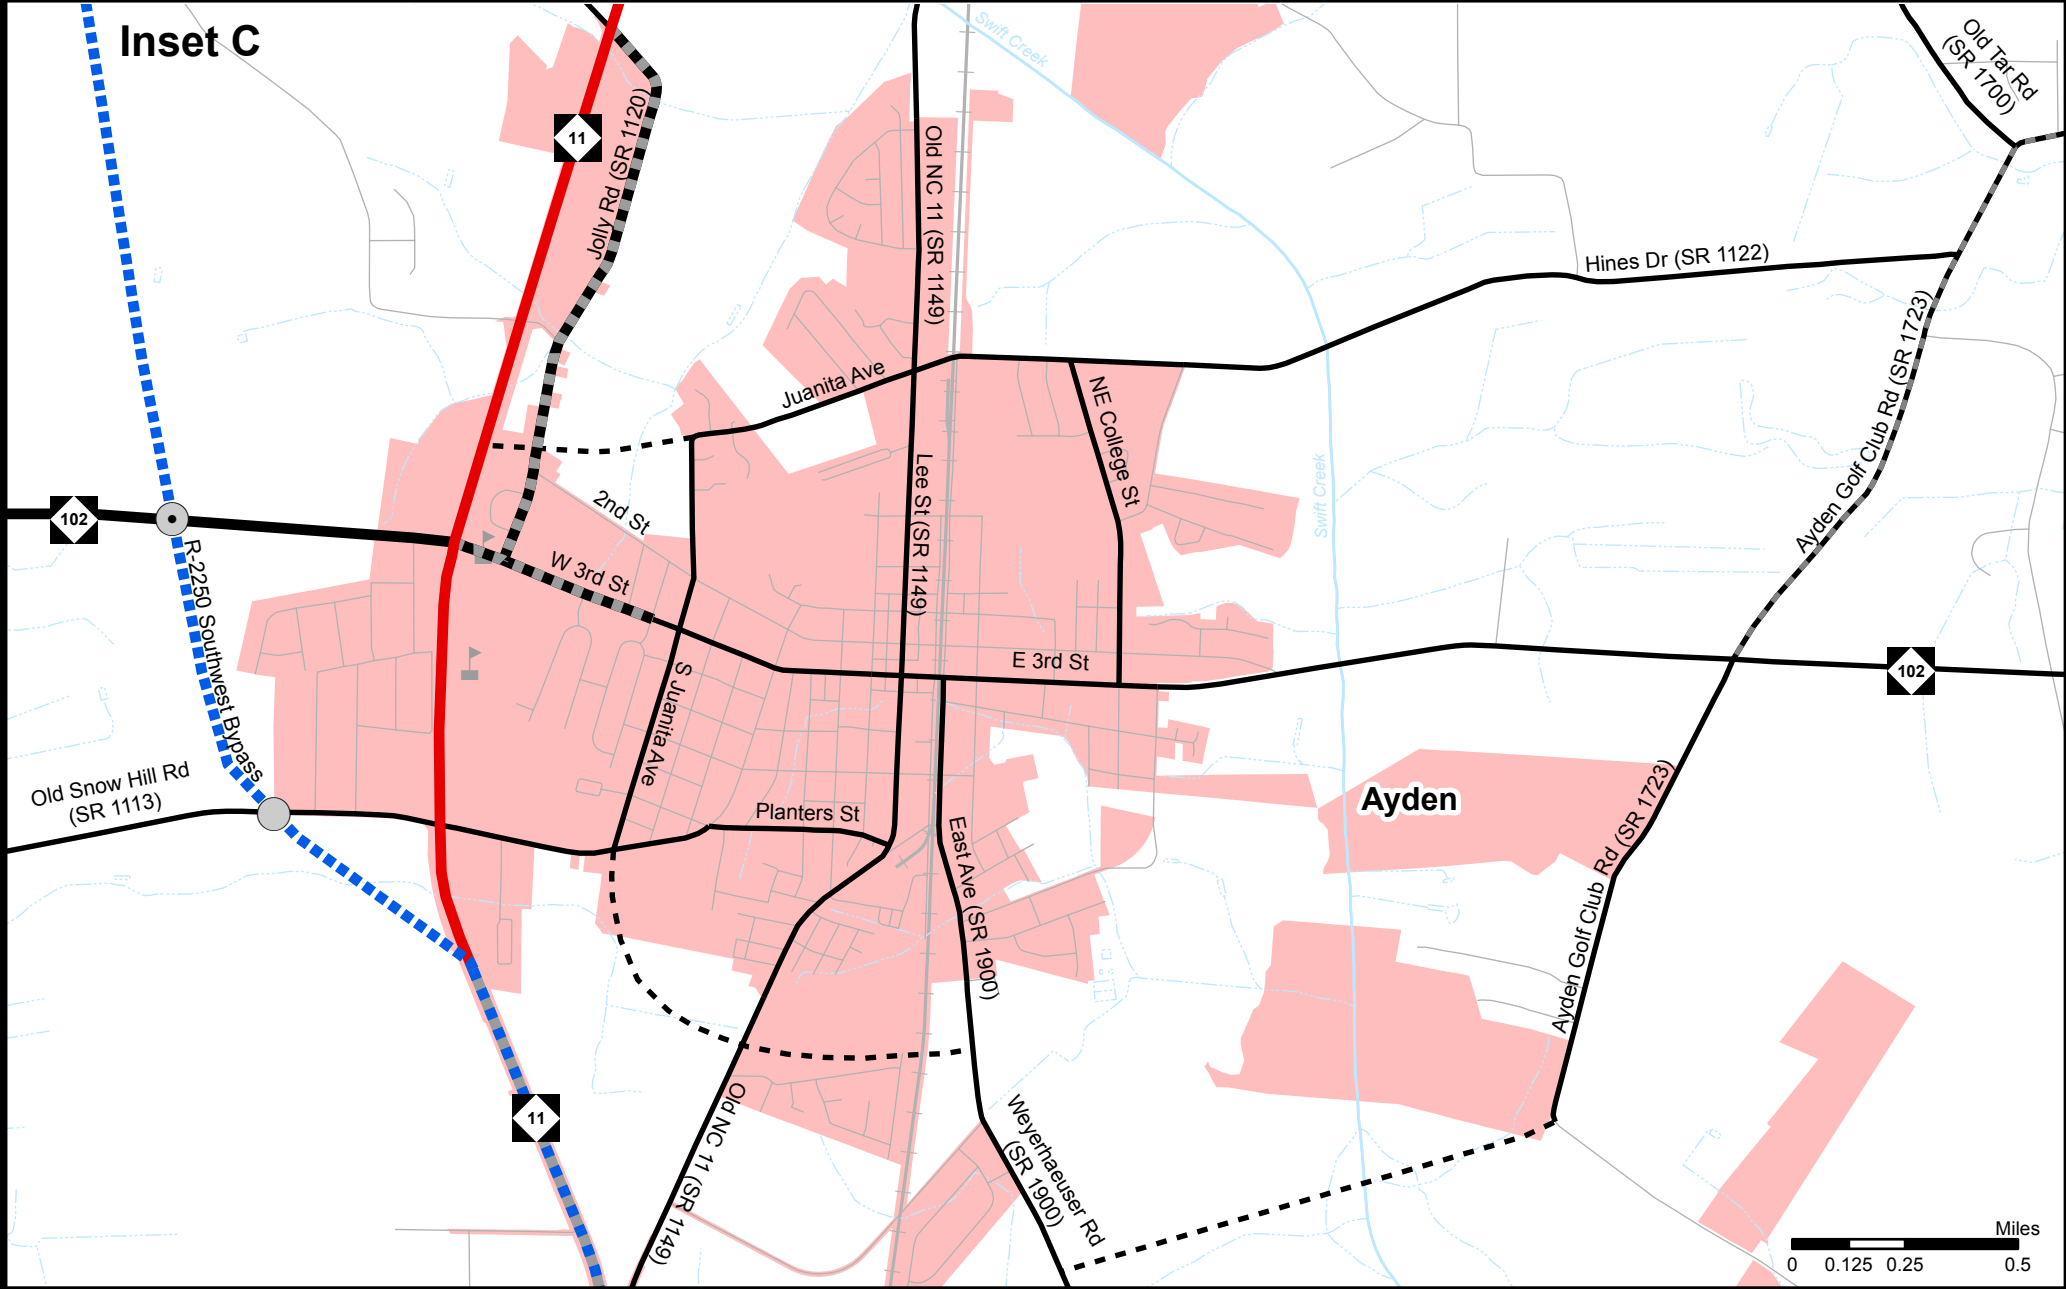 Inset C
Swift Creek
Old Tar Rd
(SR 1700)
11
Jolly Rd (SR 1120)
Old NC 11 (SR 1149)
Hines Dr (SR 1122)
Ayden Golf Club Rd (SR 1723)
Juanita Ave
NE College St
Lee St (SR 1149)
Swift Creek
2nd St
102
W 3rd St
R-2250 Southwest Bypass
E 3rd St
102
S Juanita Ave
Old Snow Hill Rd
(SR 1113)
Planters St
Ayden
Ayden Golf Club Rd (SR 1723)
East Ave (SR 1900)
11
Old NC 11 (SR 1149)
Weyerhaeuser Rd
(SR 1900)
Miles
0 0.125 0.25 0.5